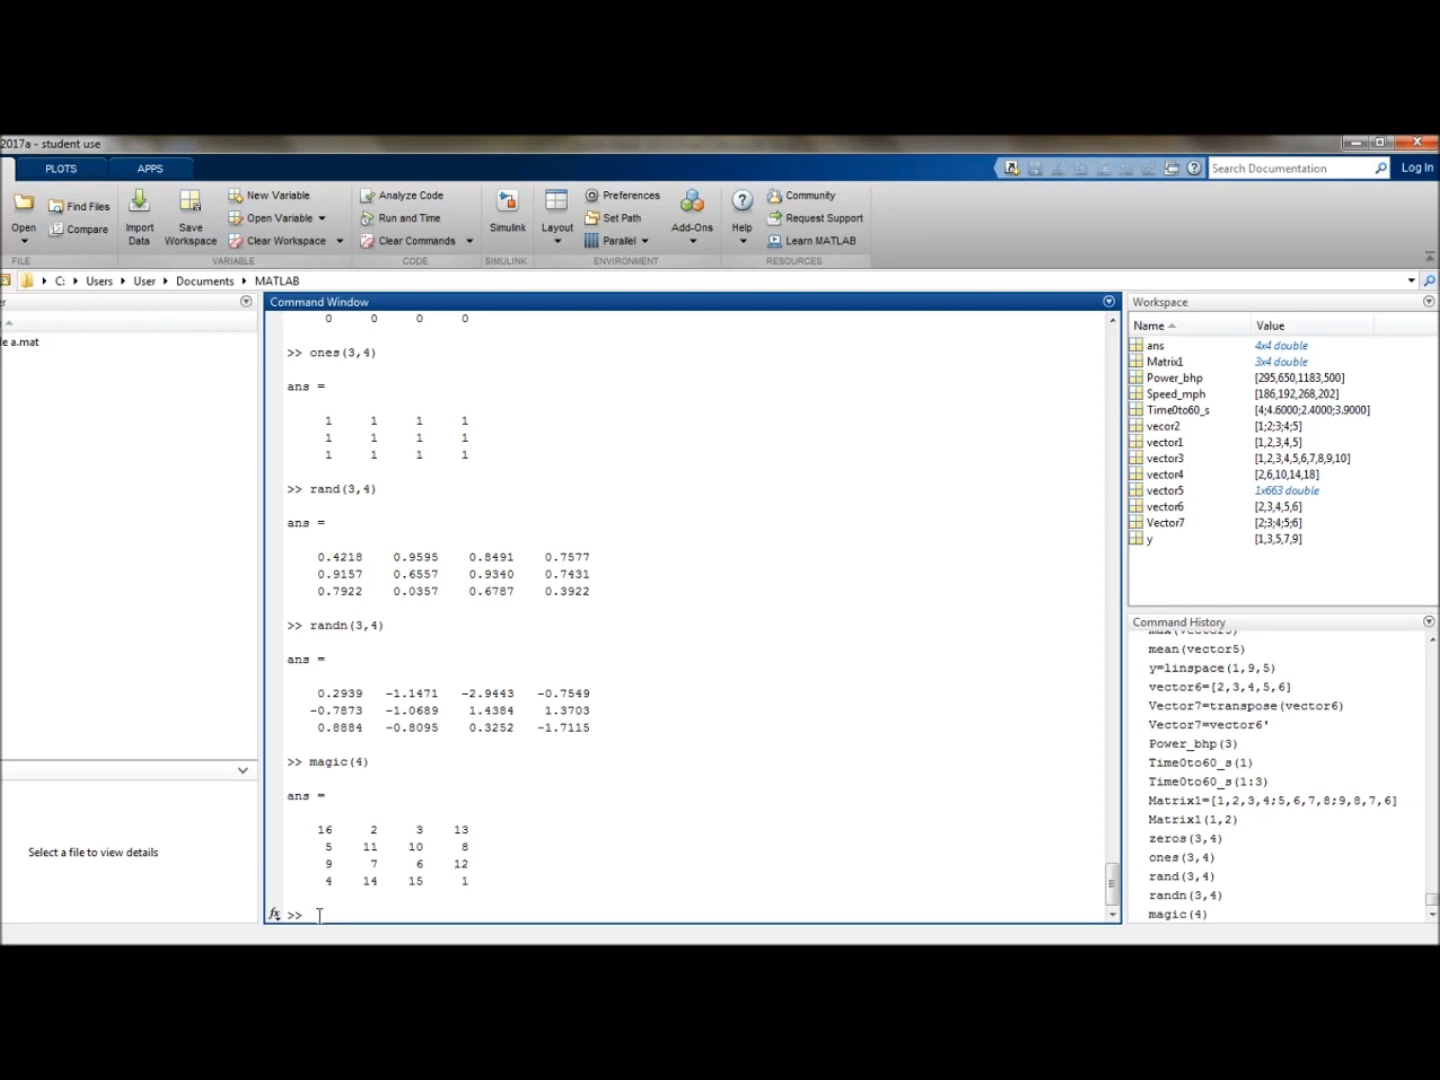 2017a - student use
PLOTS APPS
Search Documentation Log In
Open
Find Files
Compare
Import Data
Save Workspace
New Variable
Open Variable
Clear Workspace
Analyze Code
Run and Time
Clear Commands
Simulink
Layout
Preferences
Set Path
Parallel
Add-Ons
Help
Community
Request Support
Learn MATLAB
FILE VARIABLE CODE SIMULINK ENVIRONMENT RESOURCES
C: Users User Documents MATLAB
a.mat
Select a file to view details
Command Window
0 0 0 0
>> ones(3,4)
ans =
1 1 1 1
1 1 1 1
1 1 1 1
>> rand(3,4)
ans =
0.4218 0.9595 0.8491 0.7577
0.9157 0.6557 0.9340 0.7431
0.7922 0.0357 0.6787 0.3922
>> randn(3,4)
ans =
0.2939 -1.1471 -2.9443 -0.7549
-0.7873 -1.0689 1.4384 1.3703
0.8884 -0.8095 0.3252 -1.7115
>> magic(4)
ans =
16 2 3 13
5 11 10 8
9 7 6 12
4 14 15 1
fx >>
Workspace
Name Value
ans 4x4 double
Matrix1 3x4 double
Power_bhp [295,650,1183,500]
Speed_mph [186,192,268,202]
Time0to60_s [4;4.6000;2.4000;3.9000]
vecor2 [1;2;3;4;5]
vector1 [1,2,3,4,5]
vector3 [1,2,3,4,5,6,7,8,9,10]
vector4 [2,6,10,14,18]
vector5 1x663 double
vector6 [2,3,4,5,6]
Vector7 [2;3;4;5;6]
y [1,3,5,7,9]
Command History
mean(vector5)
y=linspace(1,9,5)
vector6=[2,3,4,5,6]
Vector7=transpose(vector6)
Vector7=vector6'
Power_bhp(3)
Time0to60_s(1)
Time0to60_s(1:3)
Matrix1=[1,2,3,4;5,6,7,8;9,8,7,6]
Matrix1(1,2)
zeros(3,4)
ones(3,4)
rand(3,4)
randn(3,4)
magic(4)